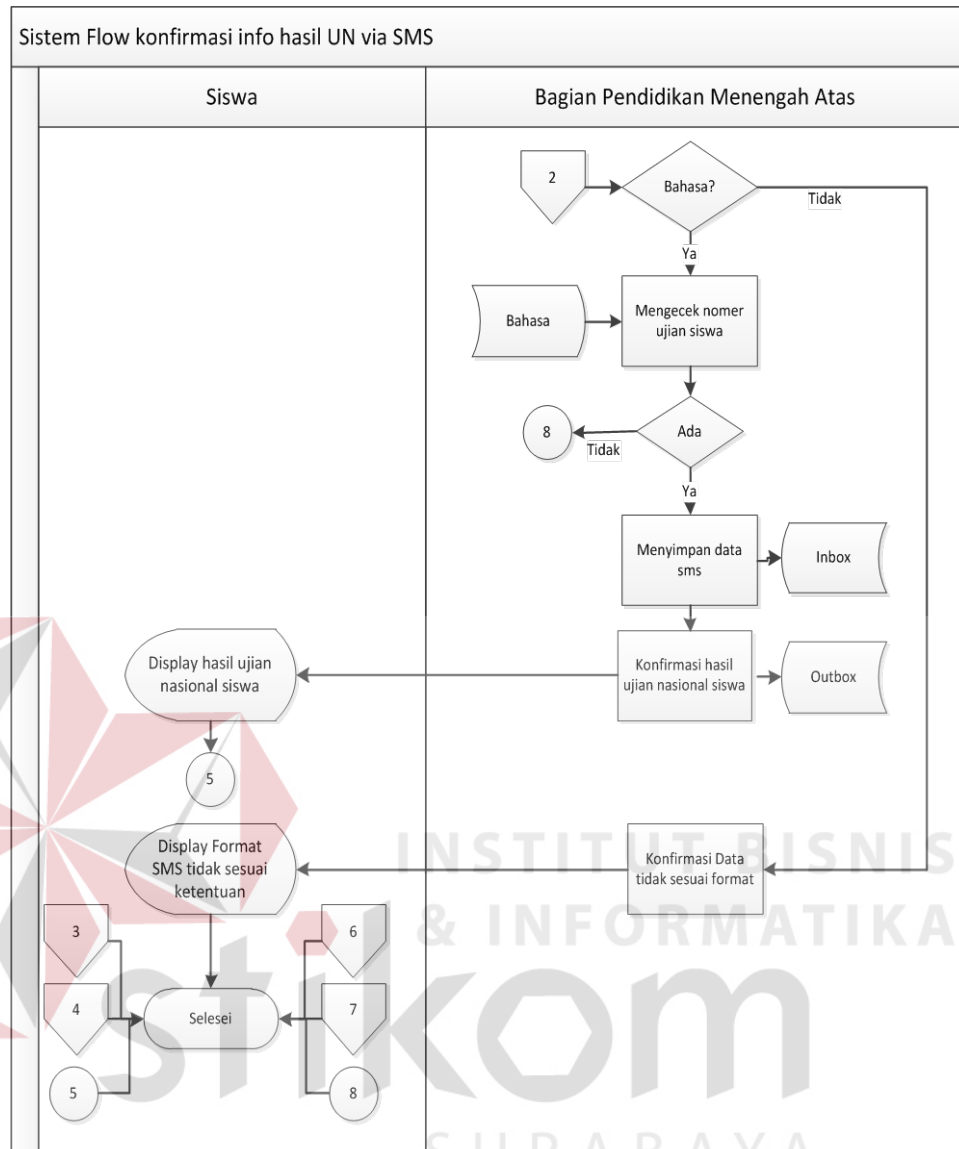 Sistem Flow konfirmasi info hasil UN via SMS
Siswa
Bagian Pendidikan Menengah Atas
2
Bahasa?
Tidak
Ya
Bahasa
Mengecek nomer
ujian siswa
8
Tidak
Ada
Ya
Menyimpan data
sms
Inbox
Display hasil ujian
nasional siswa
Konfirmasi hasil
ujian nasional siswa
Outbox
5
Display Format
SMS tidak sesuai
ketentuan
Konfirmasi Data
tidak sesuai format
3
6
4
Selesei
7
5
8
INSTITUT BISNIS
& INFORMATIKA
stikom
SURABAYA